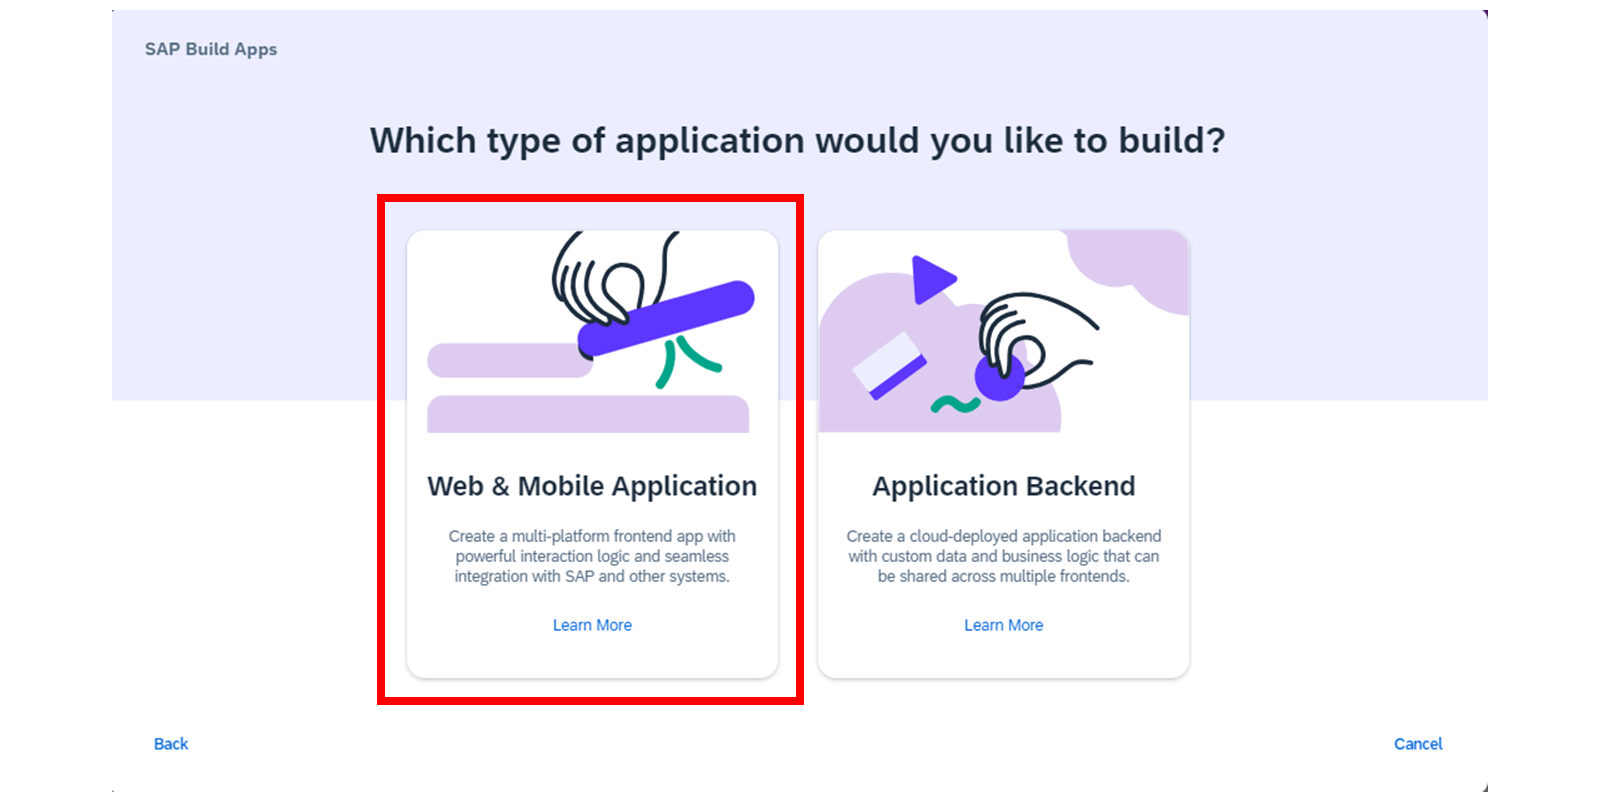 SAP Build Apps
Which type of application would you like to build?
Web & Mobile Application
Create a multi-platform frontend app with
powerful interaction logic and seamless
integration with SAP and other systems.
Learn More
Application Backend
Create a cloud-deployed application backend
with custom data and business logic that can
be shared across multiple frontends.
Learn More
Back
Cancel